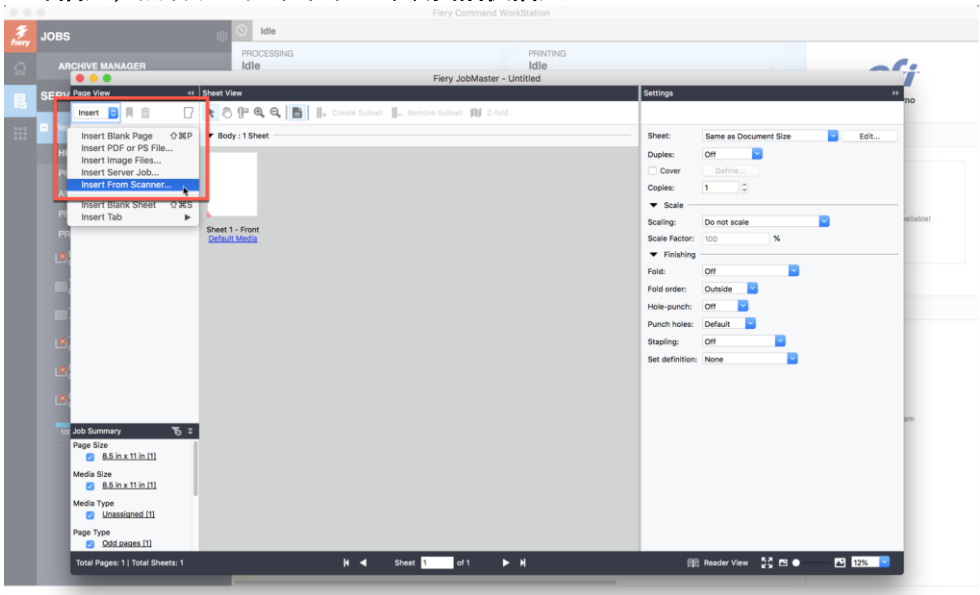 Fiery Command WorkStation
fiery
JOBS
Idle
PROCESSING
Idle
PRINTING
Idle
ARCHIVE MANAGER
Fiery JobMaster - Untitled
Page View
Sheet View
Settings
Insert
Create Subset
Remove Subset
Z-fold
Insert Blank Page ⇧⌘P
Insert PDF or PS File...
Insert Image Files...
Insert Server Job...
Insert From Scanner...
Insert Blank Sheet ⇧⌘S
Insert Tab
Body : 1 Sheet
Sheet 1 - Front
Default Media
Sheet: Same as Document Size Edit...
Duplex: Off
Cover Define...
Copies: 1
Scale
Scaling: Do not scale
Scale Factor: 100 %
Finishing
Fold: Off
Fold order: Outside
Hole-punch: Off
Punch holes: Default
Stapling: Off
Set definition: None
Job Summary
Page Size
8.5 in x 11 in [1]
Media Size
8.5 in x 11 in [1]
Media Type
Unassigned [1]
Page Type
Odd pages [1]
Total Pages: 1 | Total Sheets: 1
Sheet 1 of 1
Reader View
12%